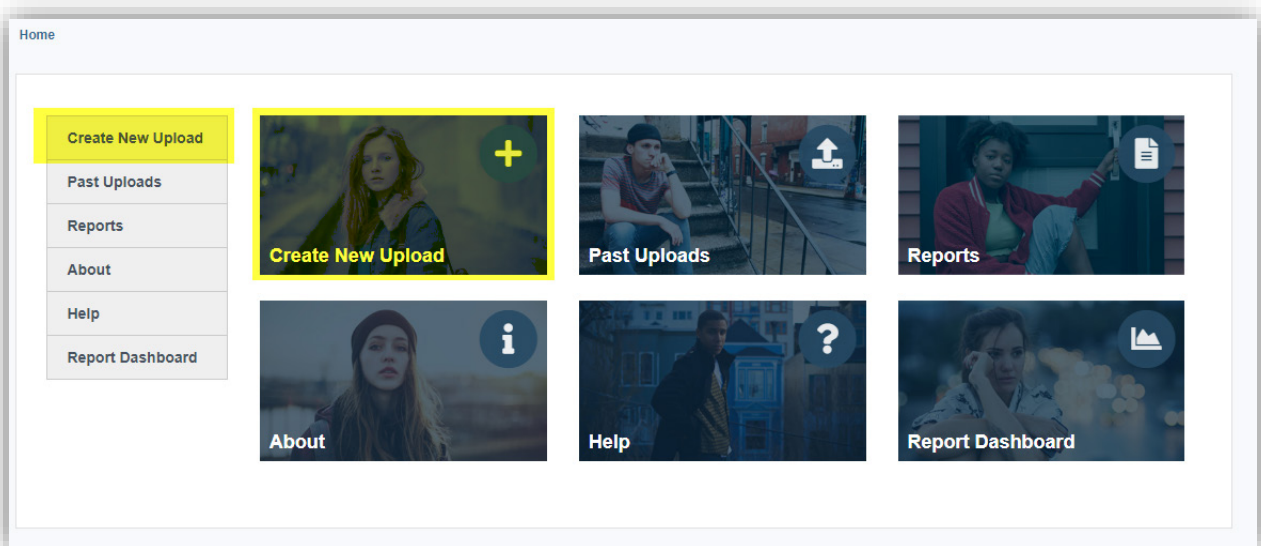 Home
Create New Upload
Past Uploads
Reports
About
Help
Report Dashboard
Create New Upload
Past Uploads
Reports
About
Help
Report Dashboard